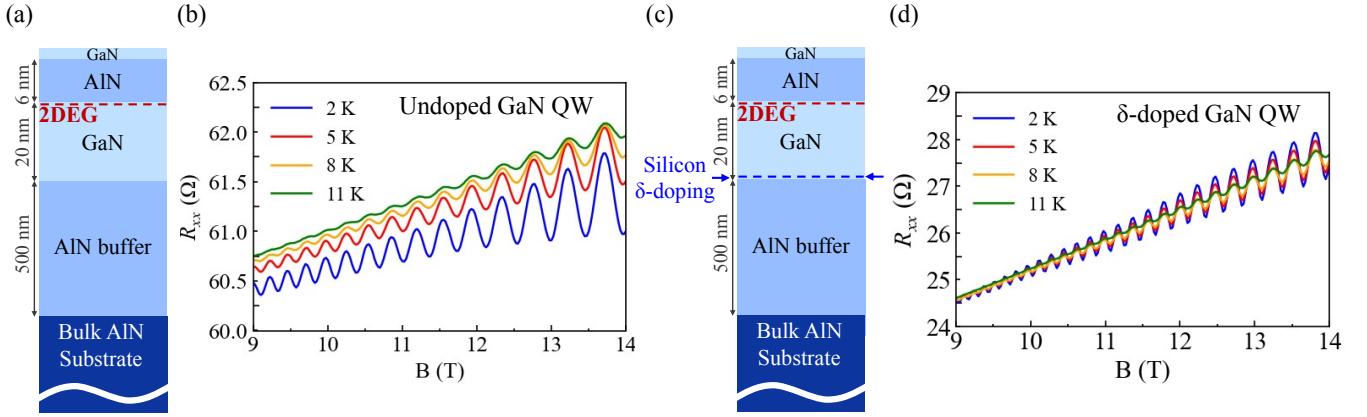 (a)
GaN
AlN
6 nm
2DEG
20 nm
GaN
500 nm
AlN buffer
Bulk AlN
Substrate
(b)
62.5
62.0
61.5
61.0
60.5
60.0
R_xx (Ω)
Undoped GaN QW
2 K
5 K
8 K
11 K
9 10 11 12 13 14
B (T)
(c)
GaN
AlN
6 nm
2DEG
20 nm
GaN
Silicon
δ-doping
500 nm
AlN buffer
Bulk AlN
Substrate
(d)
29
28
27
26
25
24
R_xx (Ω)
δ-doped GaN QW
2 K
5 K
8 K
11 K
9 10 11 12 13 14
B (T)